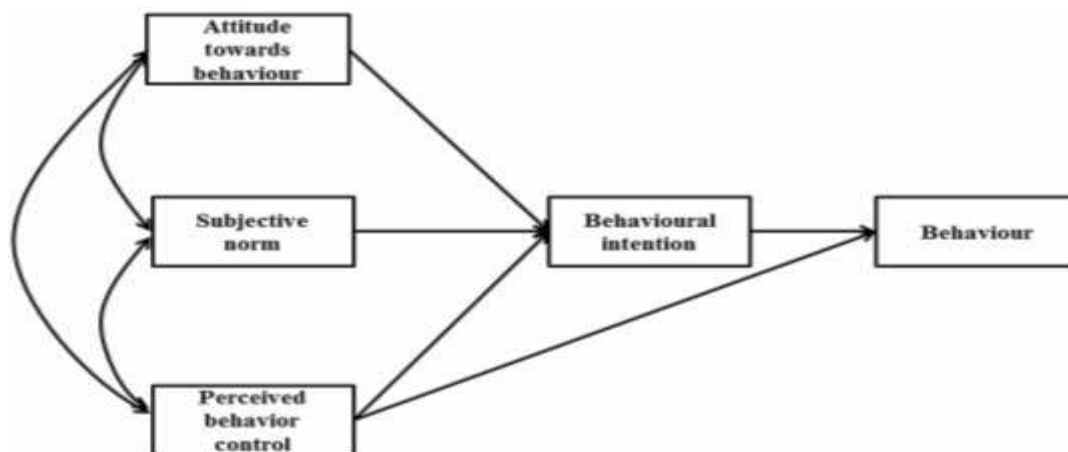 Attitude
towards
behaviour
Subjective
norm
Behavioural
intention
Behaviour
Perceived
behavior
control